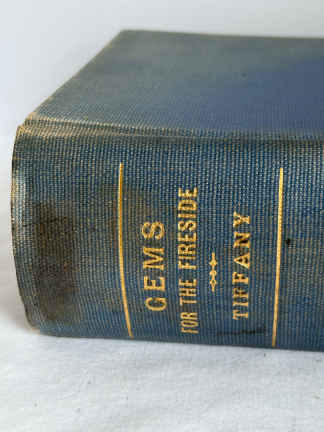 GEMS
FOR THE FIRESIDE
TIFFANY